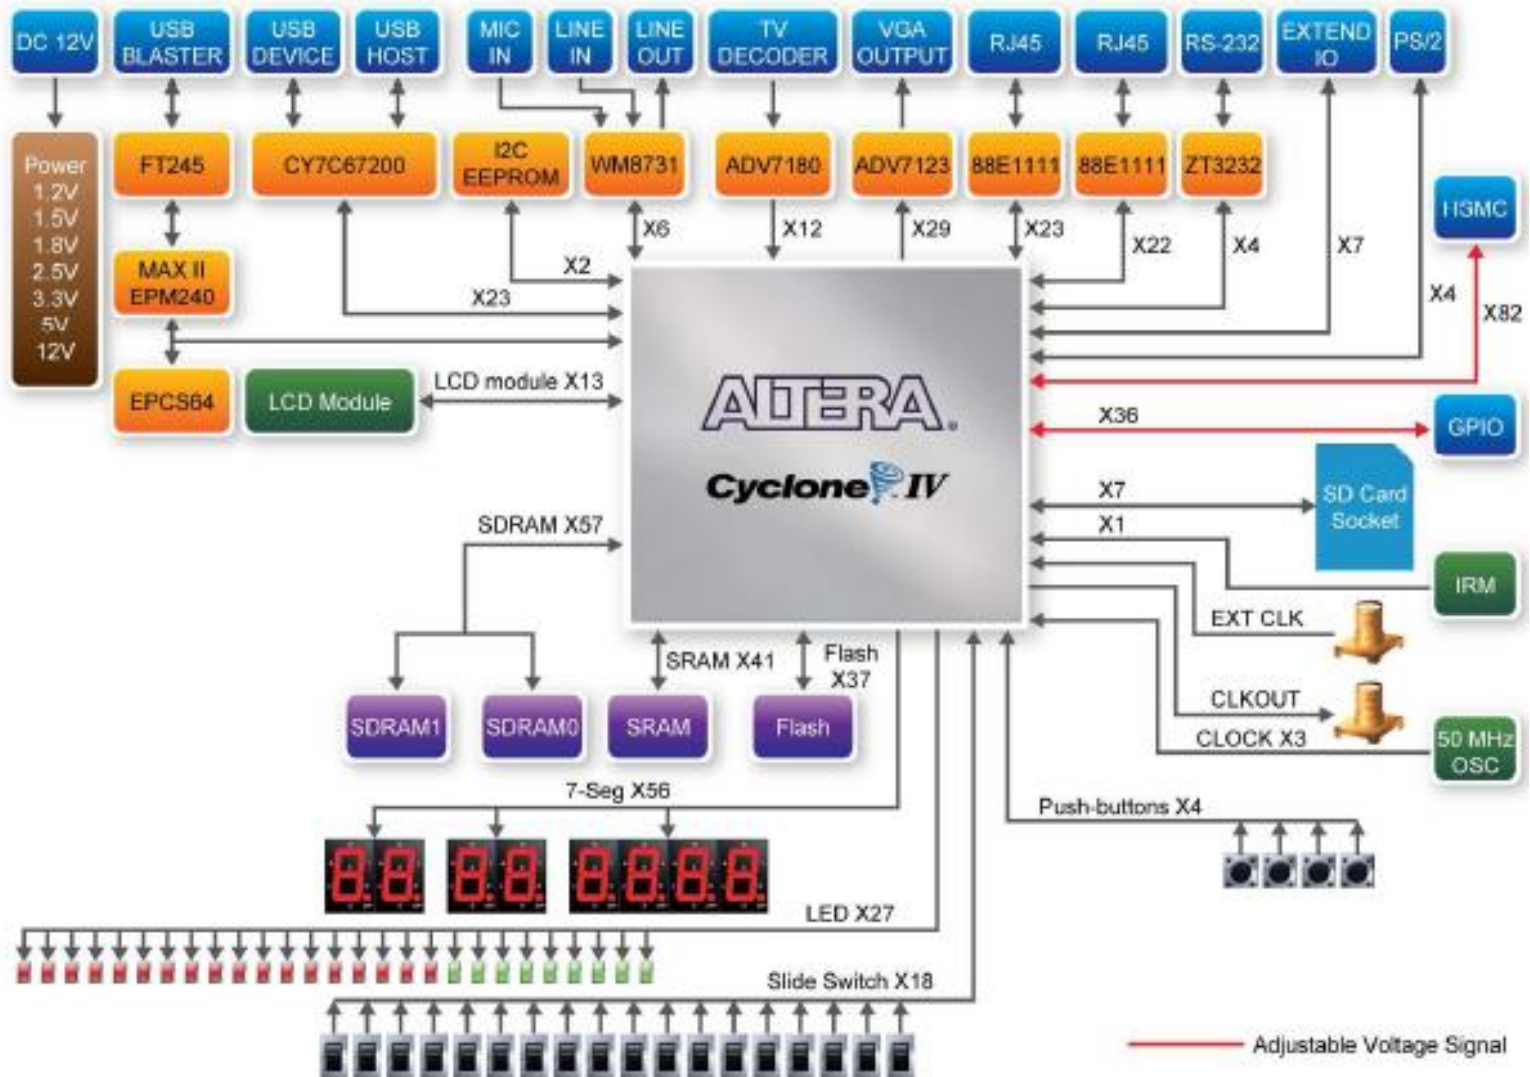 DC 12V
USB
BLASTER
USB
DEVICE
USB
HOST
MIC
IN
LINE
IN
LINE
OUT
TV
DECODER
VGA
OUTPUT
RJ45
RJ45
RS-232
EXTEND
IO
PS/2
Power
1.2V
1.5V
1.8V
2.5V
3.3V
5V
12V
FT245
CY7C67200
I2C
EEPROM
WM8731
ADV7180
ADV7123
88E1111
88E1111
ZT3232
HSMC
X6
X12
X29
X23
X22
X4
X7
X4
X82
MAX II
EPM240
X2
X23
EPCS64
LCD Module
LCD module X13
ALTERA.
Cyclone IV
X36
GPIO
X7
SD Card
Socket
X1
IRM
SDRAM X57
EXT CLK
SRAM X41
Flash
X37
CLKOUT
CLOCK X3
50 MHz
OSC
SDRAM1
SDRAM0
SRAM
Flash
7-Seg X56
Push-buttons X4
88
88
8888
LED X27
Slide Switch X18
Adjustable Voltage Signal